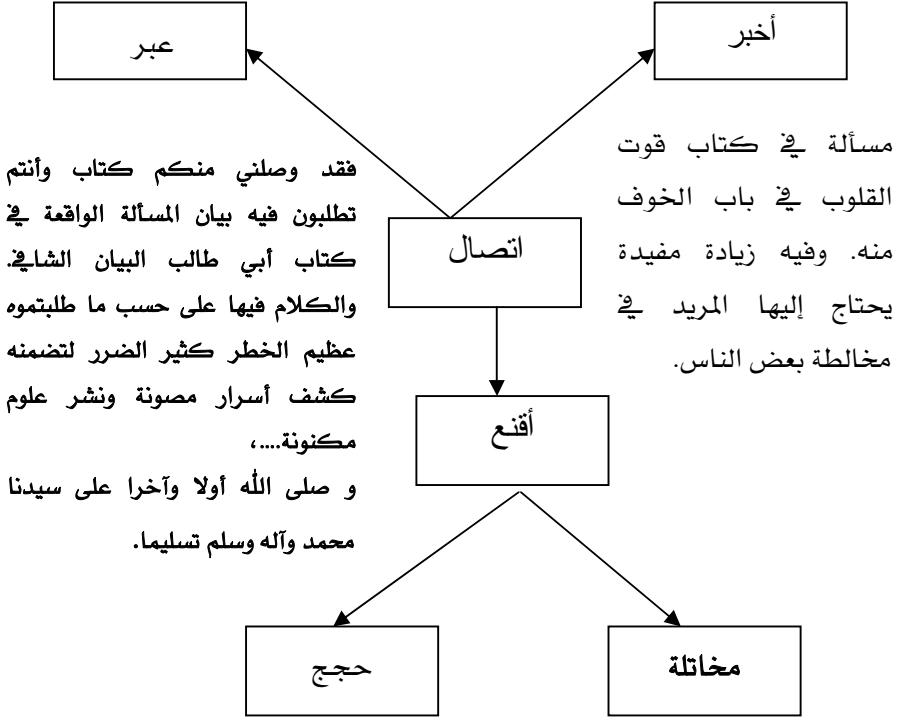 أخبر
عبر
مسألة في كتاب قوت
القلوب في باب الخوف
منه. وفيه زيادة مفيدة
يحتاج إليها المريد في
مخالطة بعض الناس.
فقد وصلني منكم كتاب وأنتم
تطلبون فيه بيان المسألة الواقعة في
كتاب أبي طالب البيان الشافي.
والكلام فيها على حسب ما طلبتموه
عظيم الخطر كثير الضرر لتضمنه
كشف أسرار مصونة ونشر علوم
مكنونة....،
و صلى الله أولا وآخرا على سيدنا
محمد وآله وسلم تسليما.
اتصال
أقنع
مخاتلة
حجج